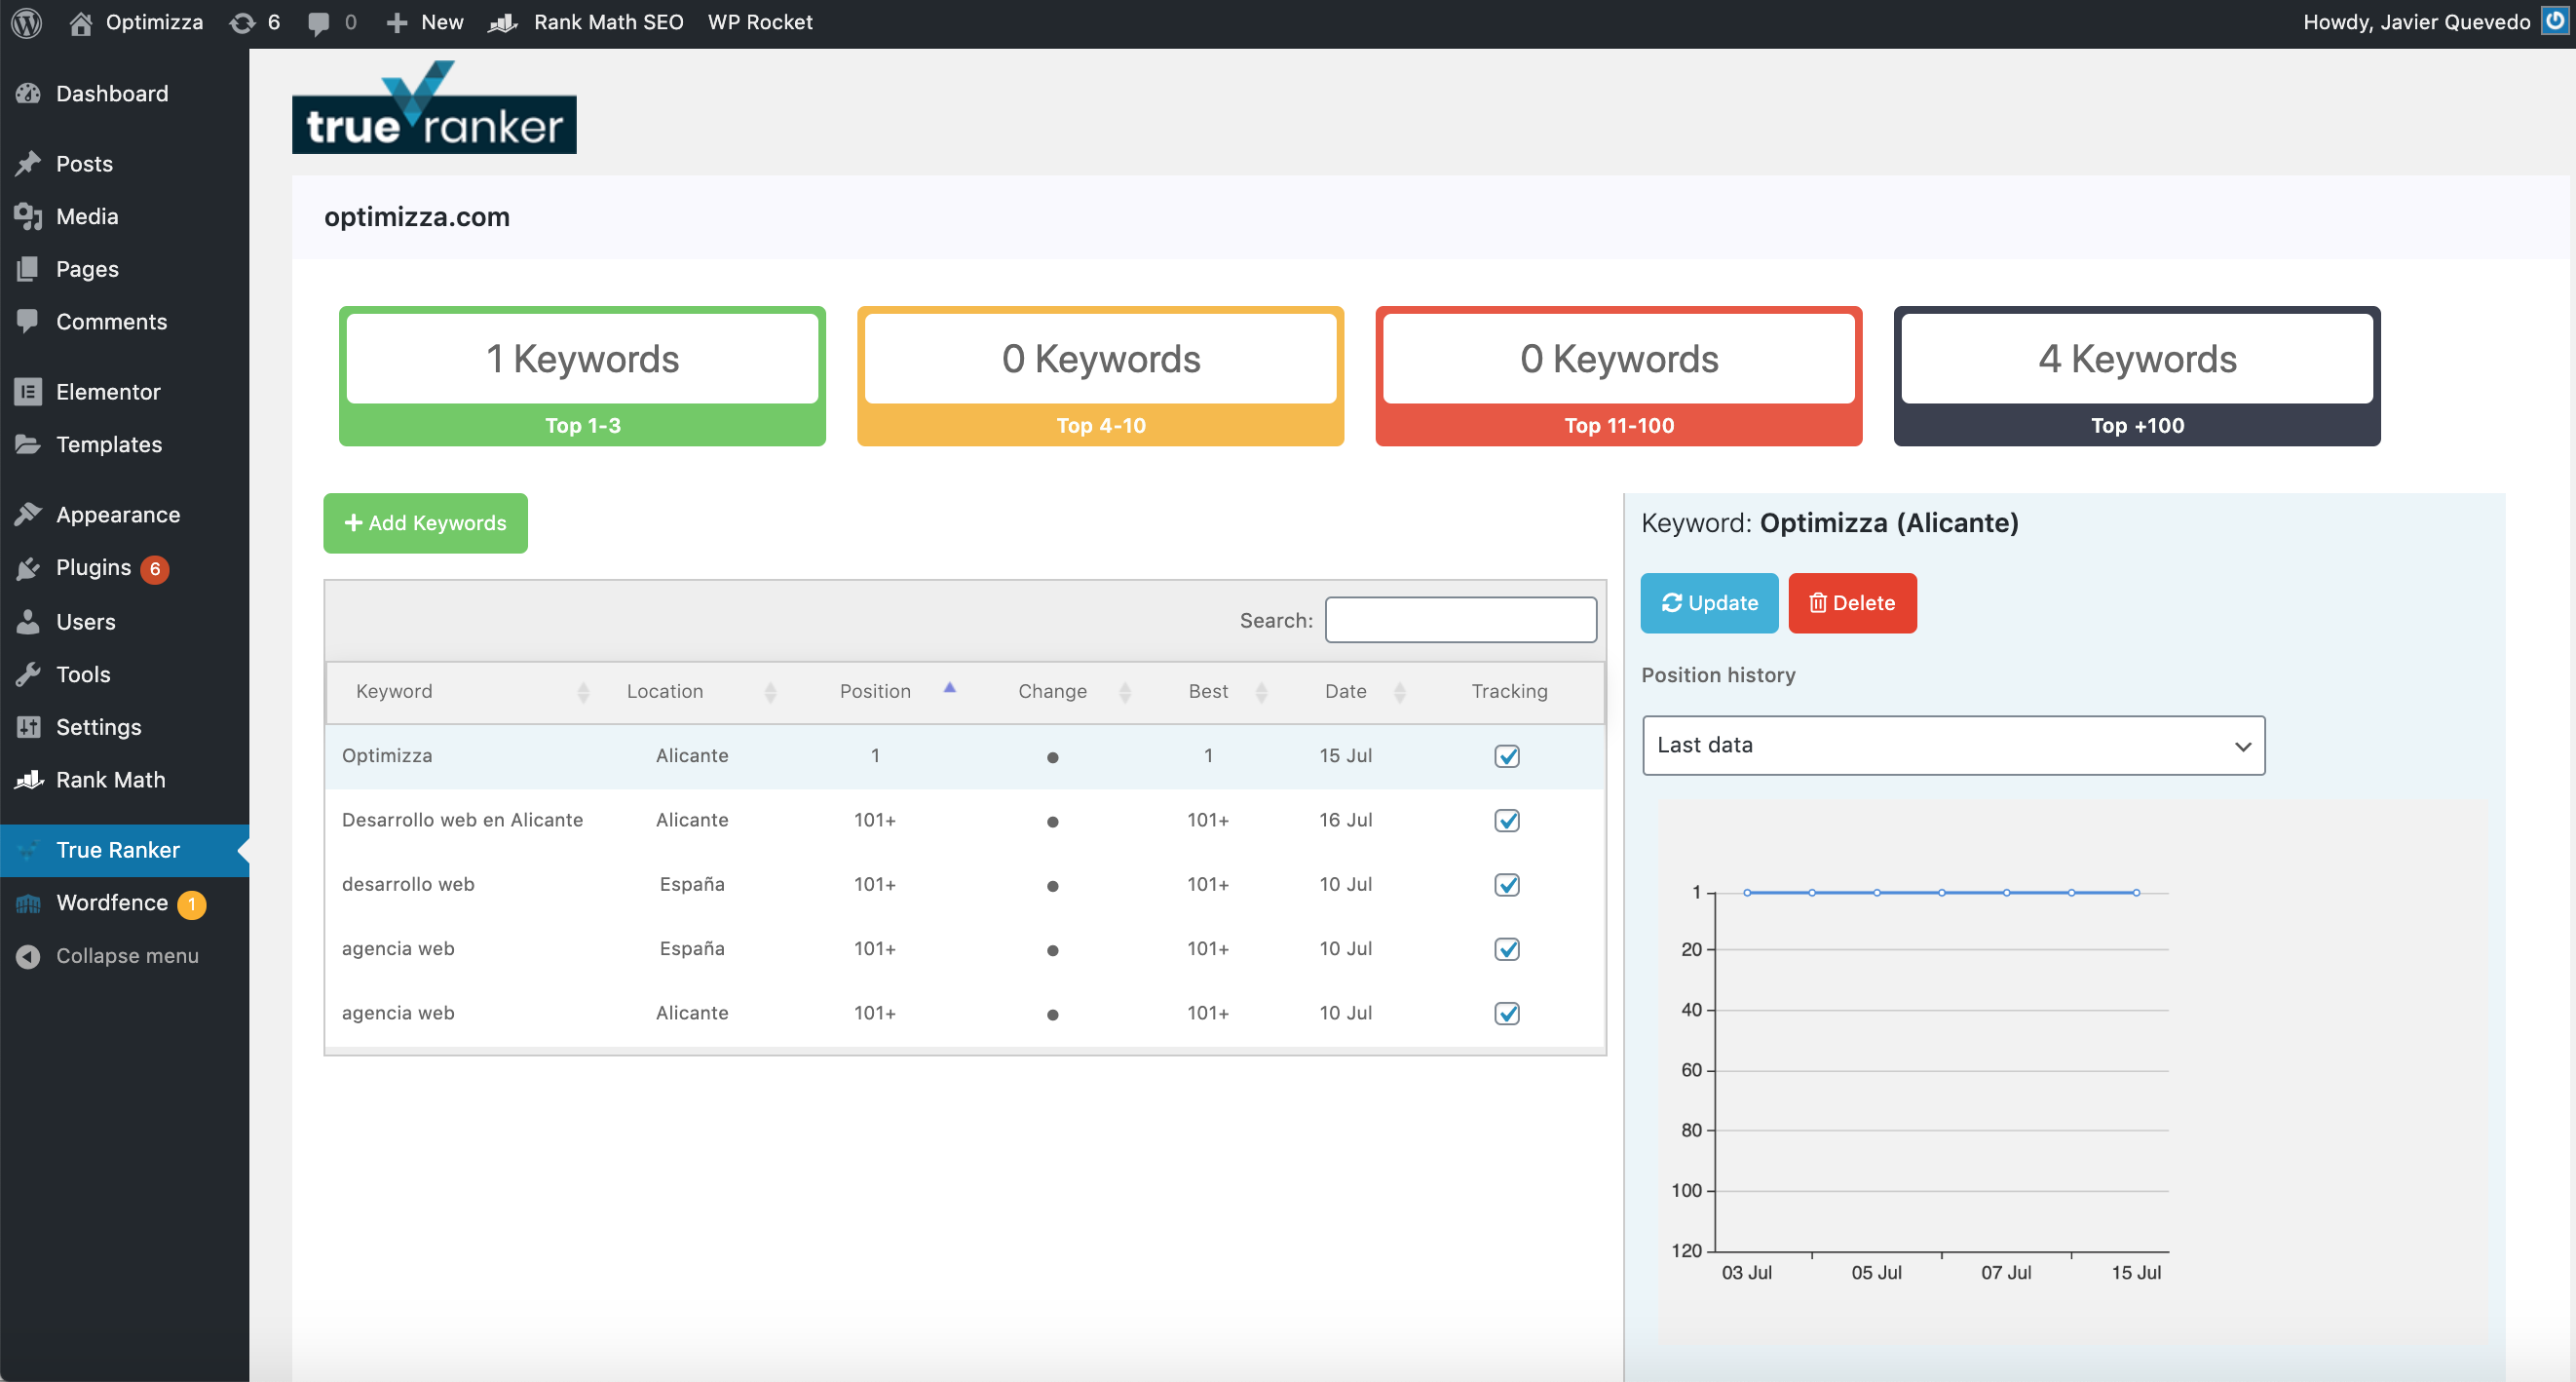 Optimizza 6 0 New Rank Math SEO WP Rocket Howdy, Javier Quevedo
Dashboard
Posts
Media
Pages
Comments
Elementor
Templates
Appearance
Plugins 6
Users
Tools
Settings
Rank Math
True Ranker
Wordfence 1
Collapse menu
true ranker
optimizza.com
1 Keywords
Top 1-3
0 Keywords
Top 4-10
0 Keywords
Top 11-100
4 Keywords
Top +100
Add Keywords
Search:
Keyword Location Position Change Best Date Tracking
Optimizza Alicante 1 1 15 Jul
Desarrollo web en Alicante Alicante 101+ 101+ 16 Jul
desarrollo web España 101+ 101+ 10 Jul
agencia web España 101+ 101+ 10 Jul
agencia web Alicante 101+ 101+ 10 Jul
Keyword: Optimizza (Alicante)
Update Delete
Position history
Last data
1
20
40
60
80
100
120
03 Jul 05 Jul 07 Jul 15 Jul